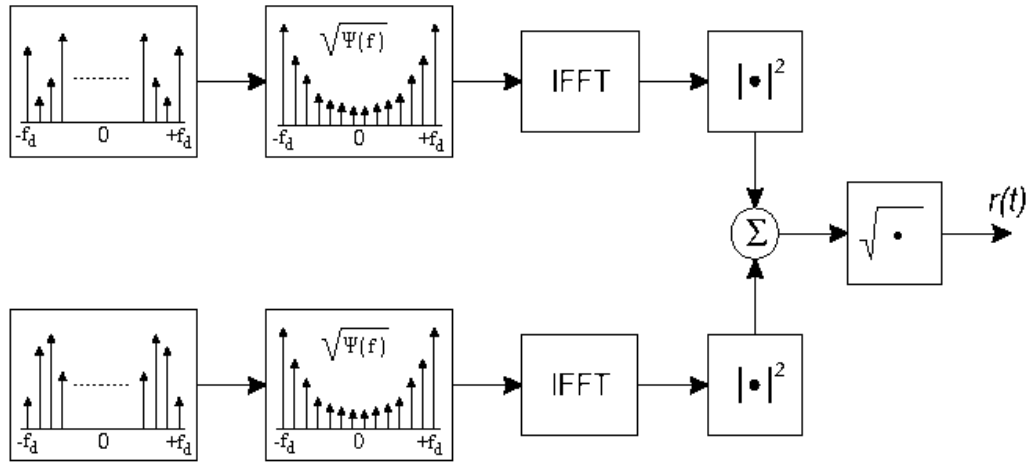 √Ψ(f)
-f_d 0 +f_d
-f_d 0 +f_d
IFFT
|•|²
Σ
√•
r(t)
√Ψ(f)
-f_d 0 +f_d
-f_d 0 +f_d
IFFT
|•|²